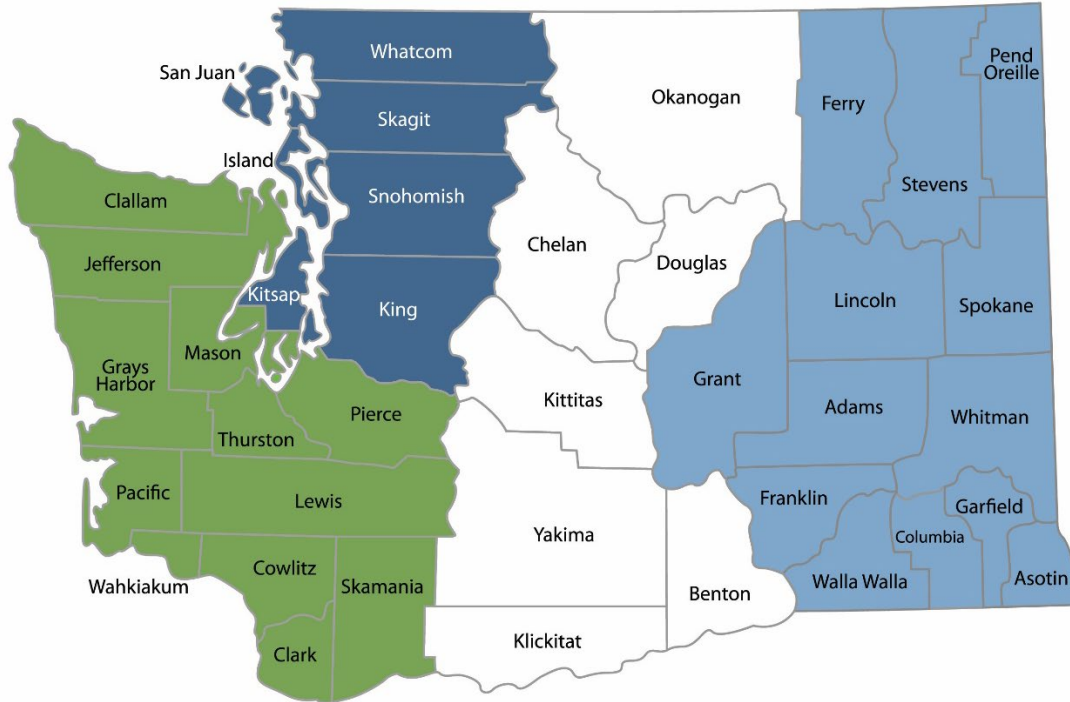 Whatcom
San Juan
Pend
Oreille
Okanogan
Ferry
Skagit
Island
Stevens
Clallam
Snohomish
Chelan
Douglas
Jefferson
Kitsap
King
Lincoln
Spokane
Mason
Grays
Harbor
Grant
Kittitas
Adams
Pierce
Whitman
Thurston
Pacific
Lewis
Franklin
Garfield
Yakima
Columbia
Cowlitz
Wahkiakum
Skamania
Walla Walla
Asotin
Benton
Klickitat
Clark